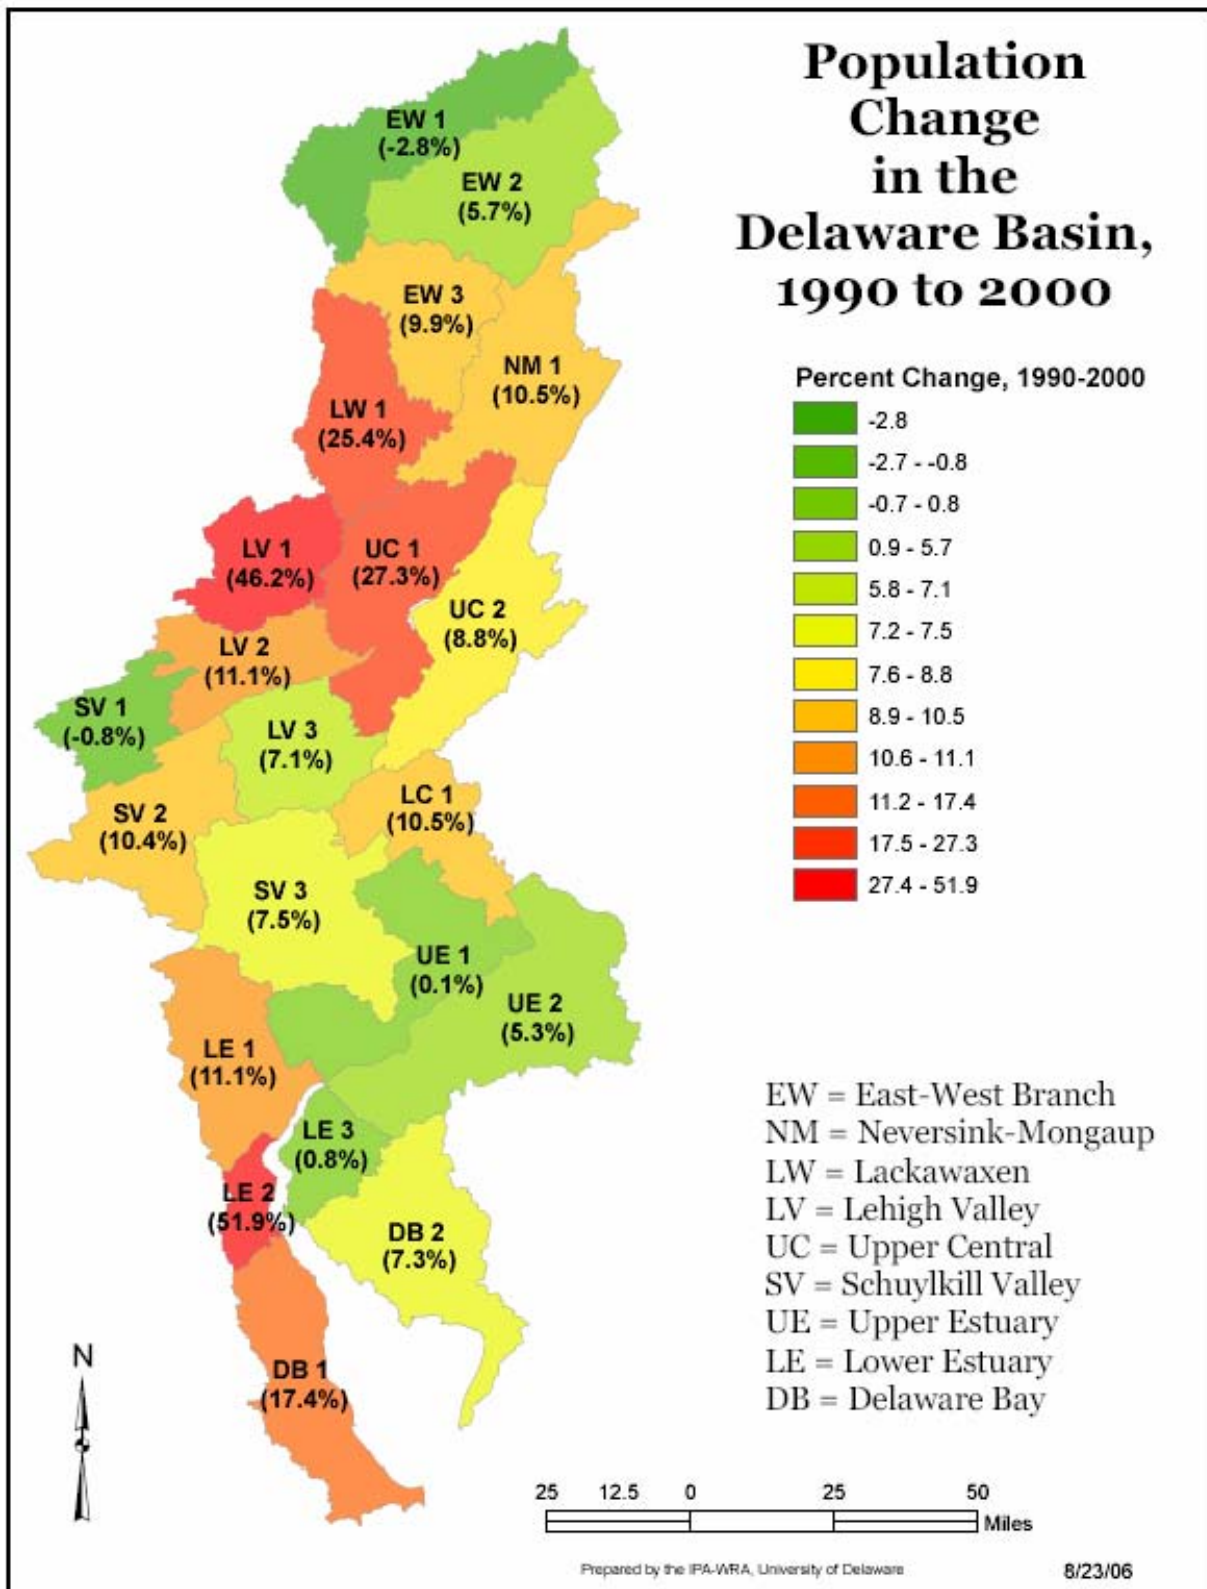 Population
Change
in the
Delaware Basin,
1990 to 2000
EW 1
(-2.8%)
EW 2
(5.7%)
EW 3
(9.9%)
NM 1
(10.5%)
LW 1
(25.4%)
LV 1
(46.2%)
UC 1
(27.3%)
UC 2
(8.8%)
LV 2
(11.1%)
SV 1
(-0.8%)
LV 3
(7.1%)
SV 2
(10.4%)
LC 1
(10.5%)
SV 3
(7.5%)
UE 1
(0.1%)
UE 2
(5.3%)
LE 1
(11.1%)
LE 3
(0.8%)
LE 2
(51.9%)
DB 2
(7.3%)
DB 1
(17.4%)
Percent Change, 1990-2000
-2.8
-2.7 - -0.8
-0.7 - 0.8
0.9 - 5.7
5.8 - 7.1
7.2 - 7.5
7.6 - 8.8
8.9 - 10.5
10.6 - 11.1
11.2 - 17.4
17.5 - 27.3
27.4 - 51.9
EW = East-West Branch
NM = Neversink-Mongaup
LW = Lackawaxen
LV = Lehigh Valley
UC = Upper Central
SV = Schuylkill Valley
UE = Upper Estuary
LE = Lower Estuary
DB = Delaware Bay
N
25 12.5 0 25 50
Miles
Prepared by the IPA-WRA, University of Delaware
8/23/06